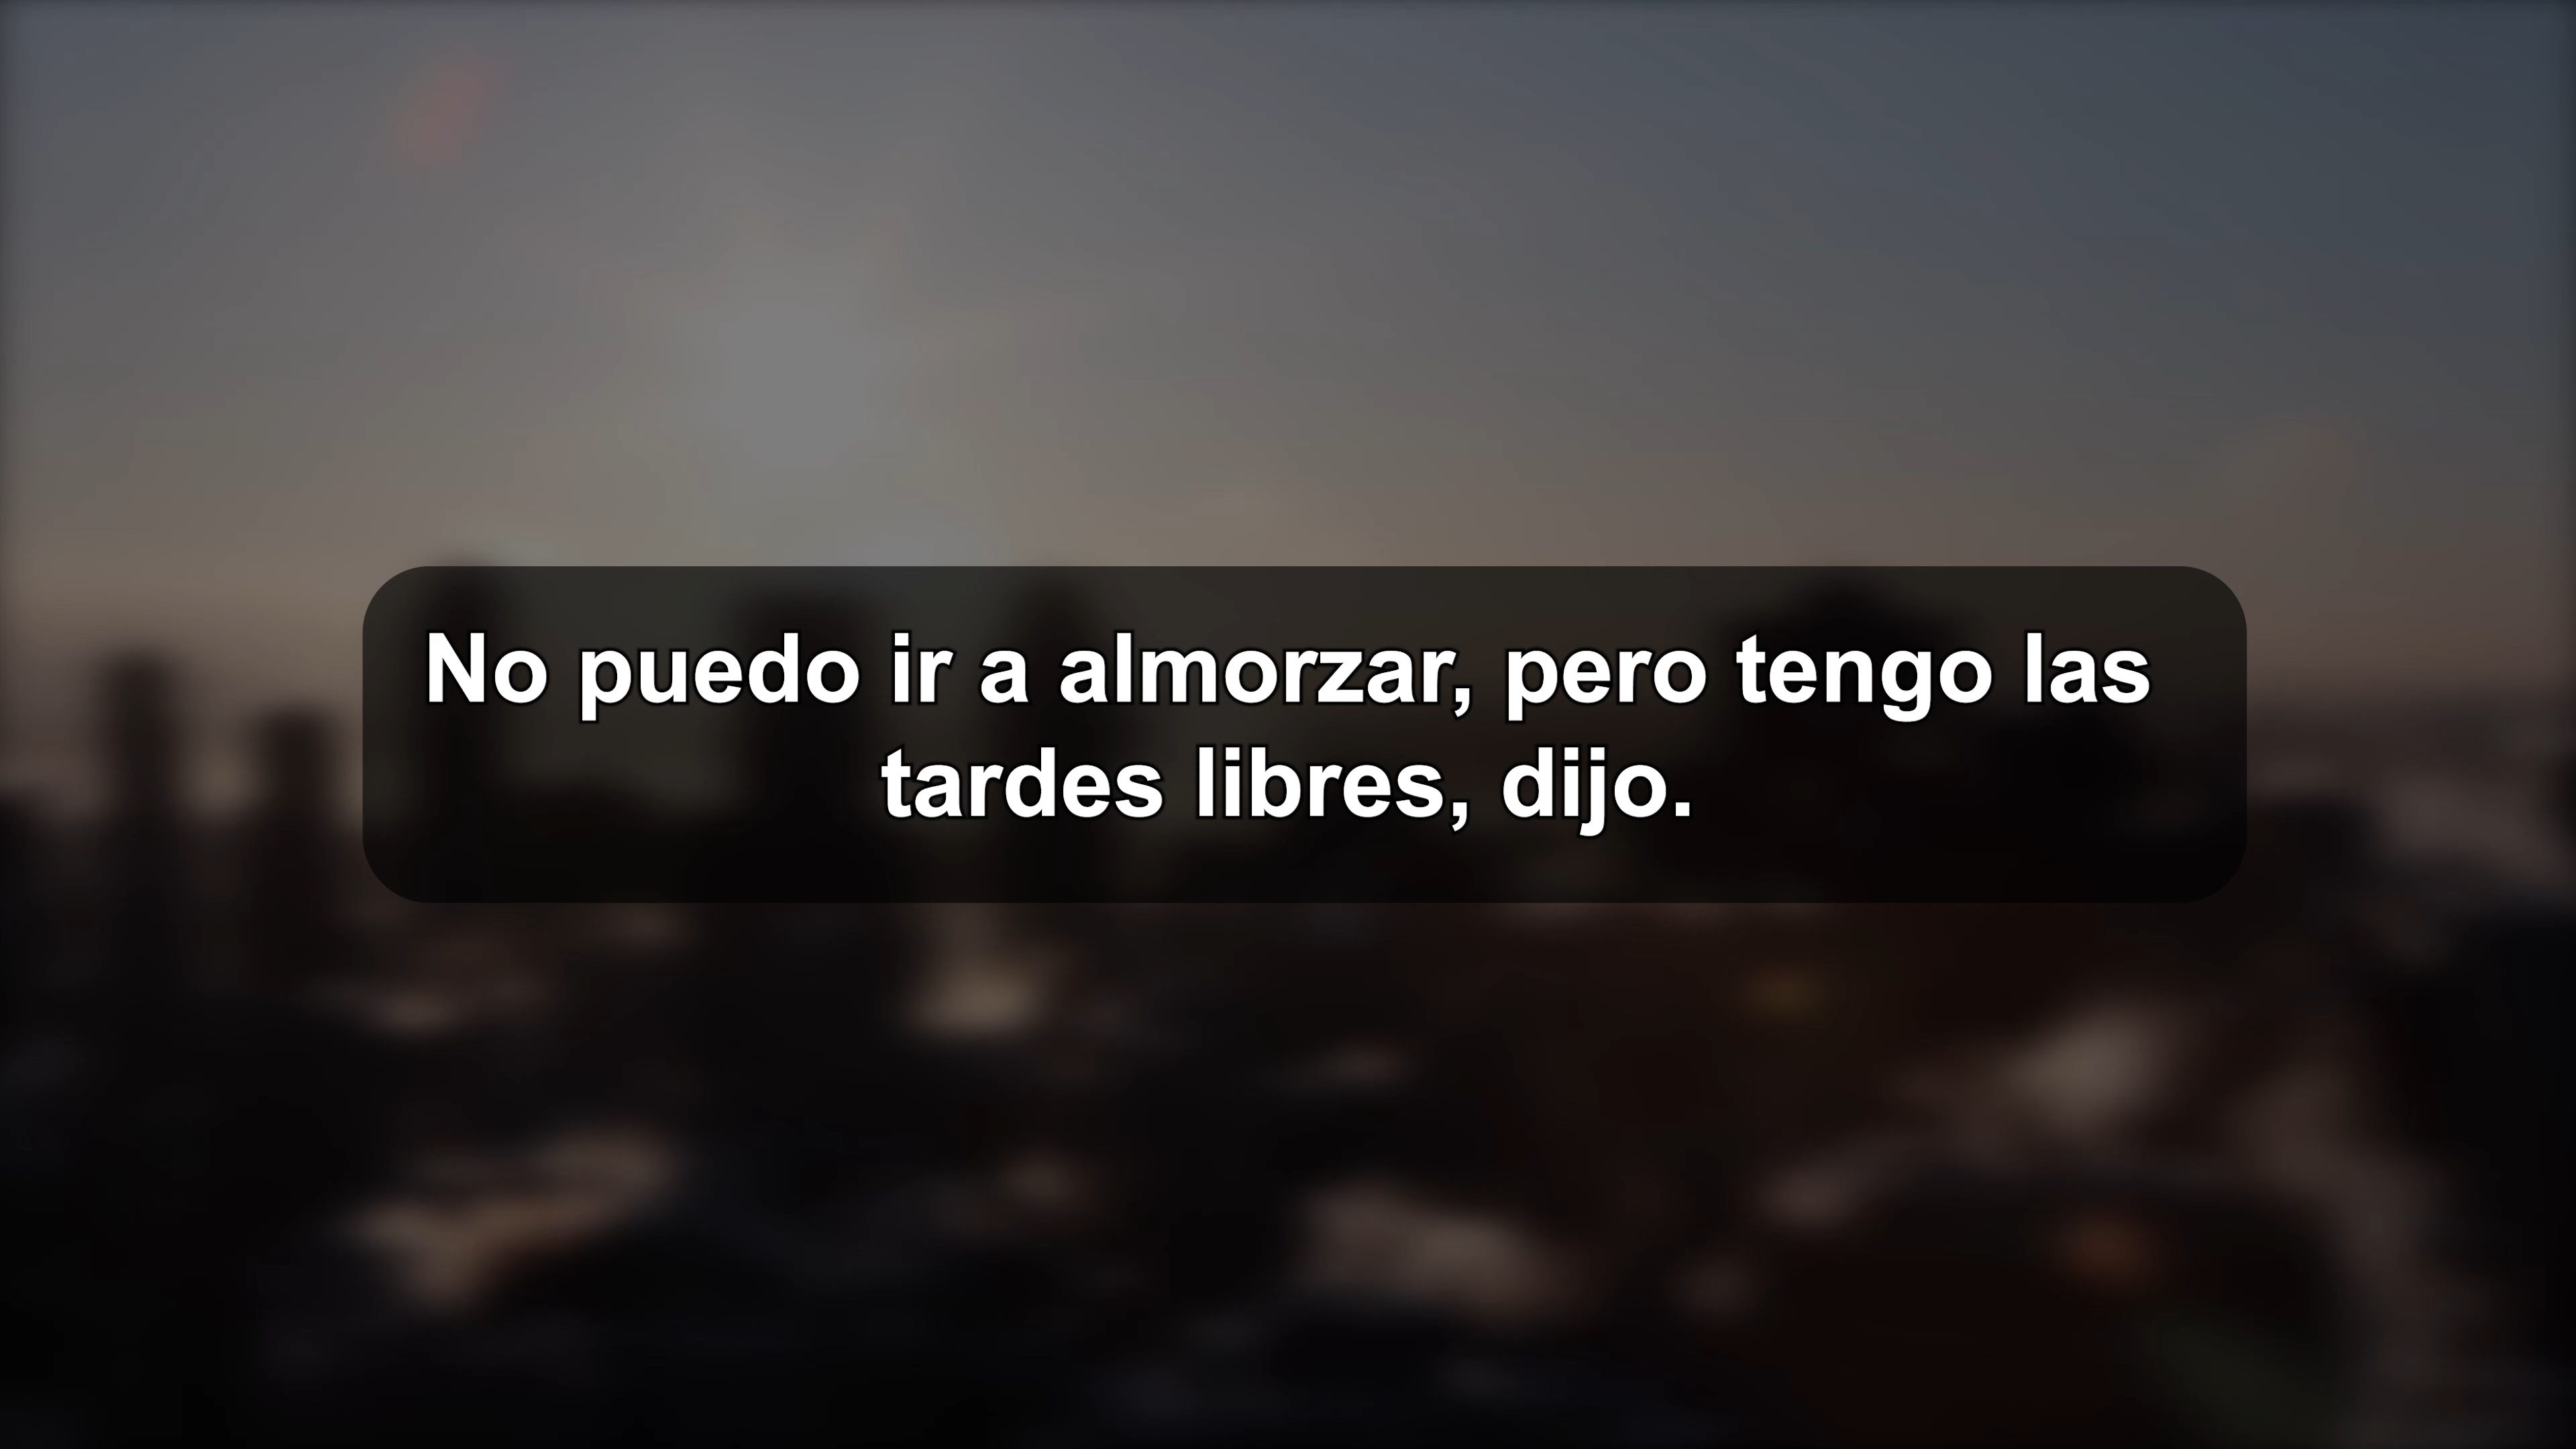 No puedo ir a almorzar, pero tengo las
tardes libres, dijo.